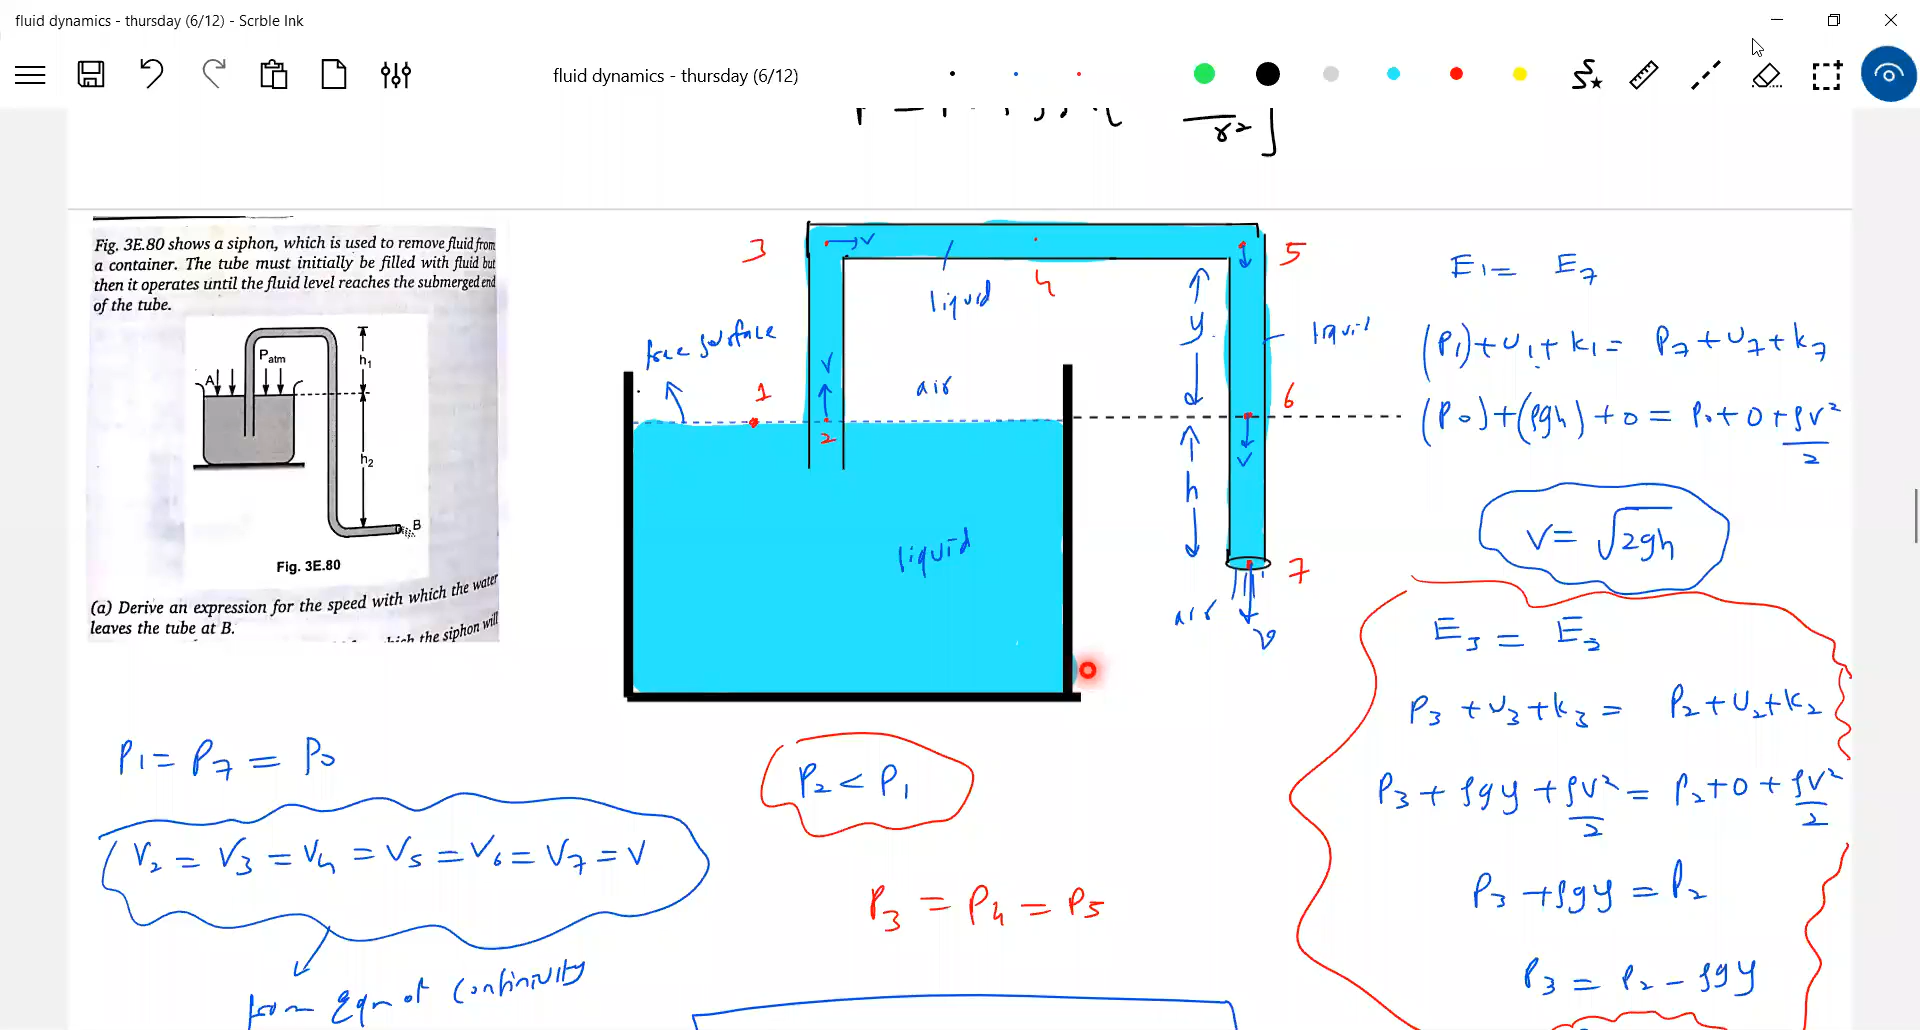 fluid dynamics - thursday (6/12) - Scrble Ink
fluid dynamics - thursday (6/12)
r²]
Fig. 3E.80 shows a siphon, which is used to remove fluid from
a container. The tube must initially be filled with fluid but
then it operates until the fluid level reaches the submerged end
of the tube.
A
Patm
h₁
h₂
B
Fig. 3E.80
(a) Derive an expression for the speed with which the water
leaves the tube at B.
which the siphon will
3
v
liquid
4
5
y
liquid
free surface
1
v
2
air
6
v
h
liquid
7
air
v
E1 = E7
(P1) + U1 + K1 = P7 + U7 + K7
(P0) + (ρgh) + 0 = P0 + 0 + ρv²/2
V = √2gh
E3 = E2
P3 + U3 + K3 = P2 + U2 + K2
P3 + ρgy + ρv²/2 = P2 + 0 + ρv²/2
P3 + ρgy = P2
P3 = P2 - ρgy
P1 = P7 = P0
P2 < P1
V2 = V3 = V4 = V5 = V6 = V7 = V
P3 = P4 = P5
from Eqn of Continuity